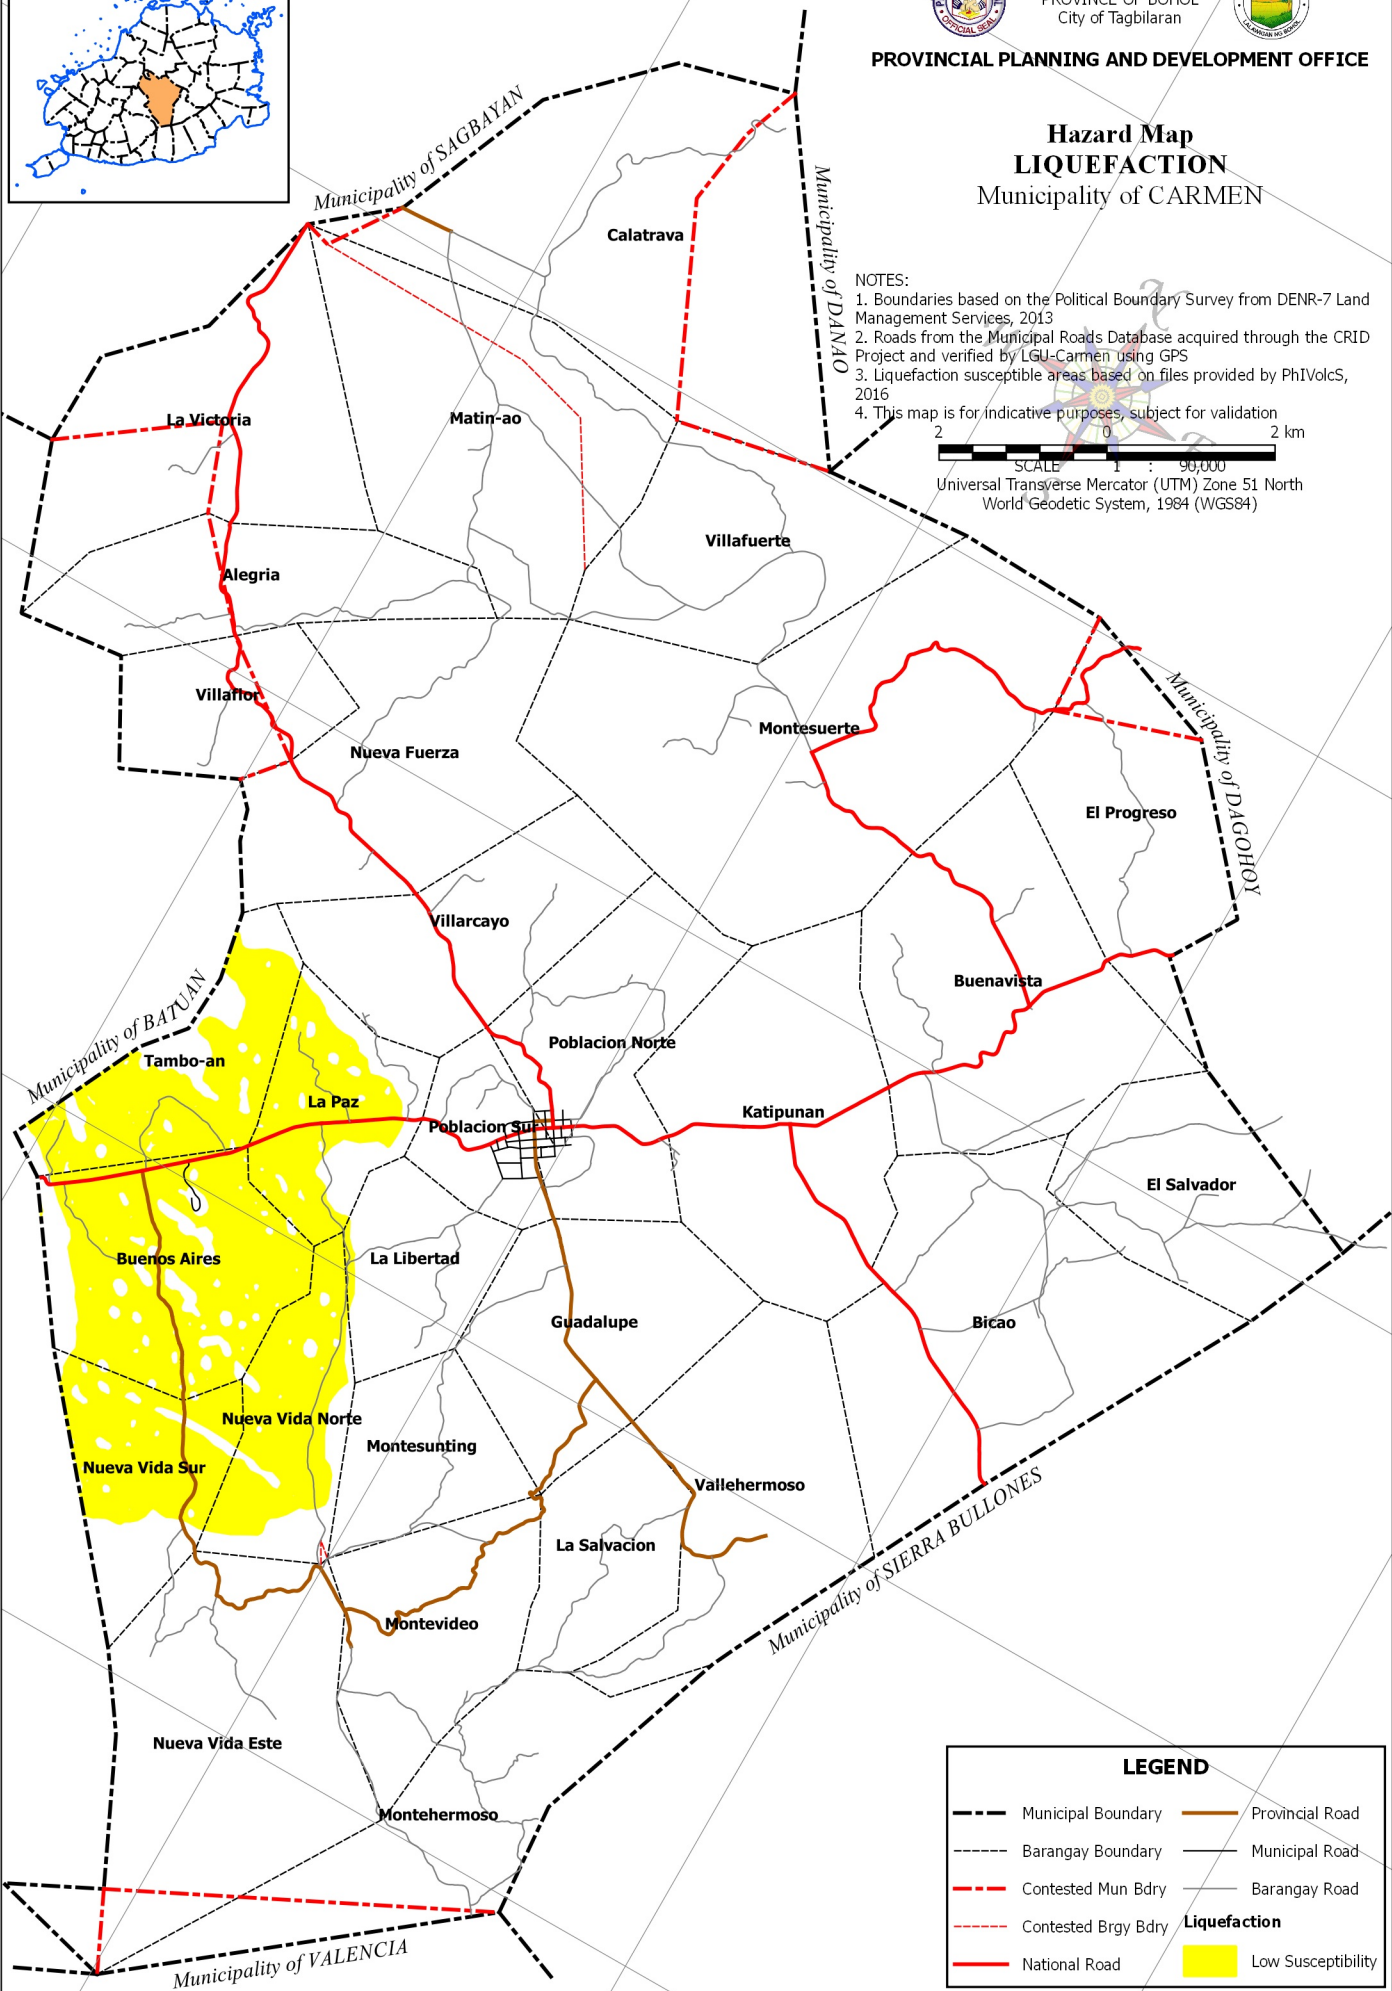 PROVINCE OF BOHOL
City of Tagbilaran
OFFICIAL SEAL
LALAWIGAN NG BOHOL
PROVINCIAL PLANNING AND DEVELOPMENT OFFICE
Hazard Map
LIQUEFACTION
Municipality of CARMEN
NOTES:
1. Boundaries based on the Political Boundary Survey from DENR-7 Land
Management Services, 2013
2. Roads from the Municipal Roads Database acquired through the CRID
Project and verified by LGU-Carmen using GPS
3. Liquefaction susceptible areas based on files provided by PhIVolcS,
2016
4. This map is for indicative purposes, subject for validation
2 0 2 km
SCALE 1 : 90,000
Universal Transverse Mercator (UTM) Zone 51 North
World Geodetic System, 1984 (WGS84)
Municipality of SAGBAYAN
Municipality of DANAO
Calatrava
La Victoria
Matin-ao
Villafuerte
Alegria
Villaflor
Nueva Fuerza
Montesuerte
Municipality of DAGOHOY
El Progreso
Villarcayo
Buenavista
Municipality of BATUAN
Tambo-an
Poblacion Norte
La Paz
Poblacion Sur
Katipunan
El Salvador
Buenos Aires
La Libertad
Guadalupe
Bicao
Nueva Vida Norte
Montesunting
Nueva Vida Sur
Vallehermoso
La Salvacion
Municipality of SIERRA BULLONES
Montevideo
Nueva Vida Este
Montehermoso
Municipality of VALENCIA
LEGEND
Municipal Boundary
Barangay Boundary
Contested Mun Bdry
Contested Brgy Bdry
National Road
Provincial Road
Municipal Road
Barangay Road
Liquefaction
Low Susceptibility